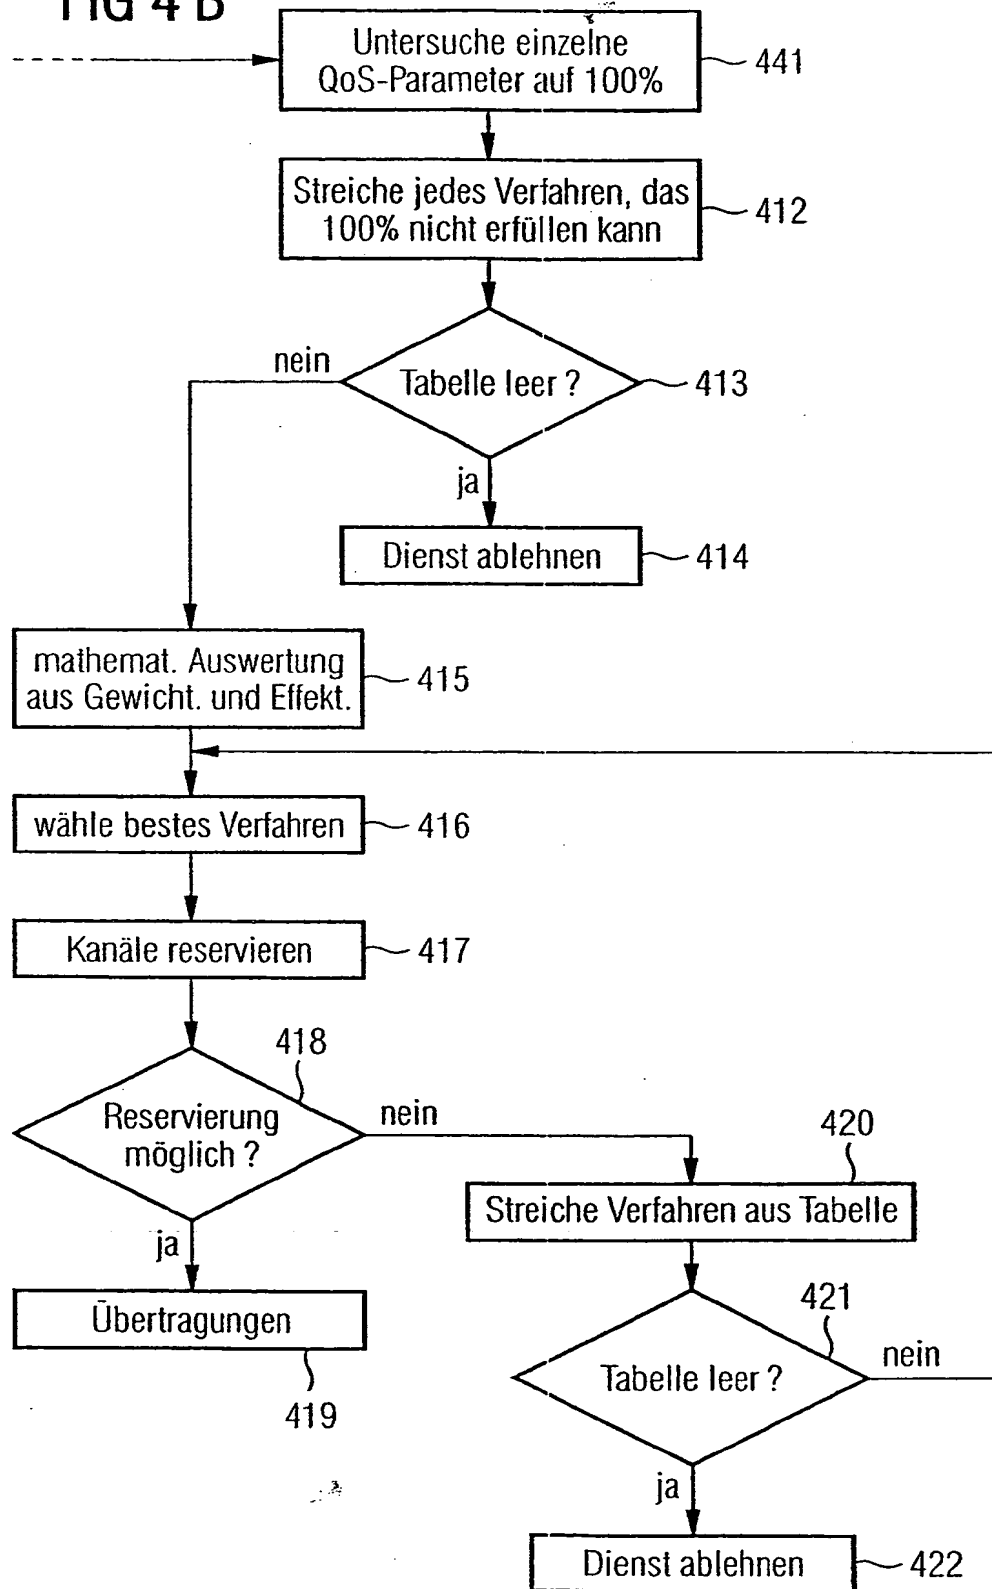 FIG 4 B
Untersuche einzelne
QoS-Parameter auf 100%
441
Streiche jedes Verfahren, das
100% nicht erfüllen kann
412
nein
Tabelle leer ?
413
ja
Dienst ablehnen
414
mathemat. Auswertung
aus Gewicht. und Effekt.
415
wähle bestes Verfahren
416
Kanäle reservieren
417
418
Reservierung
möglich ?
nein
420
Streiche Verfahren aus Tabelle
ja
Übertragungen
419
421
Tabelle leer ?
nein
ja
Dienst ablehnen
422